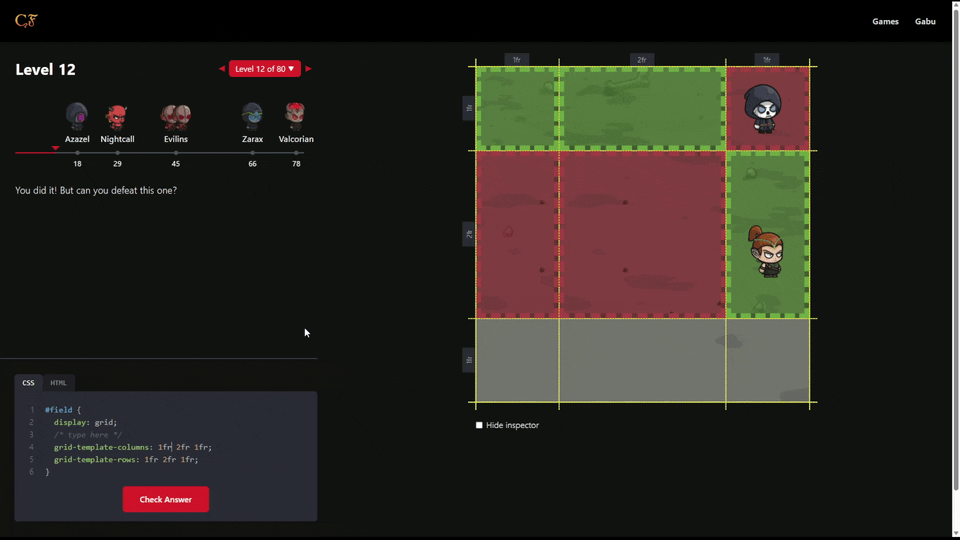 CF
Games Gabu
Level 12
◀ Level 12 of 80 ▼ ▶
Azazel Nightcall Evilins Zarax Valcorian
18 29 45 66 78
You did it! But can you defeat this one?
CSS HTML
1 #field {
2 display: grid;
3 /* type here */
4 grid-template-columns: 1fr 2fr 1fr;
5 grid-template-rows: 1fr 2fr 1fr;
6 }
Check Answer
1fr 2fr 1fr
1fr
2fr
1fr
Hide inspector